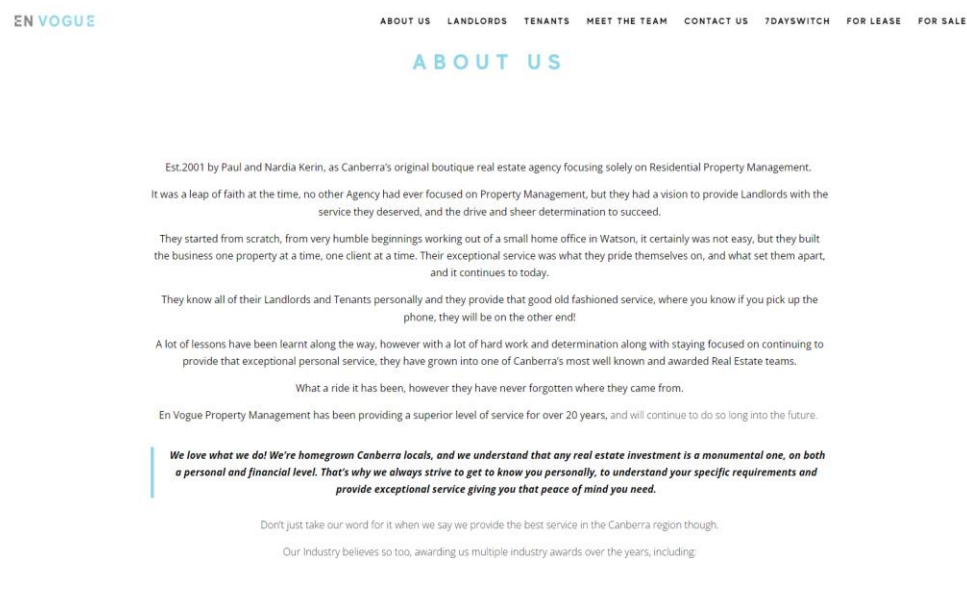 EN VOGUE
ABOUT US LANDLORDS TENANTS MEET THE TEAM CONTACT US 7DAYSWITCH FOR LEASE FOR SALE
ABOUT US
Est.2001 by Paul and Nardia Kerin, as Canberra's original boutique real estate agency focusing solely on Residential Property Management.
It was a leap of faith at the time, no other Agency had ever focused on Property Management, but they had a vision to provide Landlords with the
service they deserved, and the drive and sheer determination to succeed.
They started from scratch, from very humble beginnings working out of a small home office in Watson, it certainly was not easy, but they built
the business one property at a time, one client at a time. Their exceptional service was what they pride themselves on, and what set them apart,
and it continues to today.
They know all of their Landlords and Tenants personally and they provide that good old fashioned service, where you know if you pick up the
phone, they will be on the other end!
A lot of lessons have been learnt along the way, however with a lot of hard work and determination along with staying focused on continuing to
provide that exceptional personal service, they have grown into one of Canberra's most well known and awarded Real Estate teams.
What a ride it has been, however they have never forgotten where they came from.
En Vogue Property Management has been providing a superior level of service for over 20 years, and will continue to do so long into the future.
We love what we do! We're homegrown Canberra locals, and we understand that any real estate investment is a monumental one, on both
a personal and financial level. That's why we always strive to get to know you personally, to understand your specific requirements and
provide exceptional service giving you that peace of mind you need.
Don't just take our word for it when we say we provide the best service in the Canberra region though.
Our Industry believes so too, awarding us multiple industry awards over the years, including: